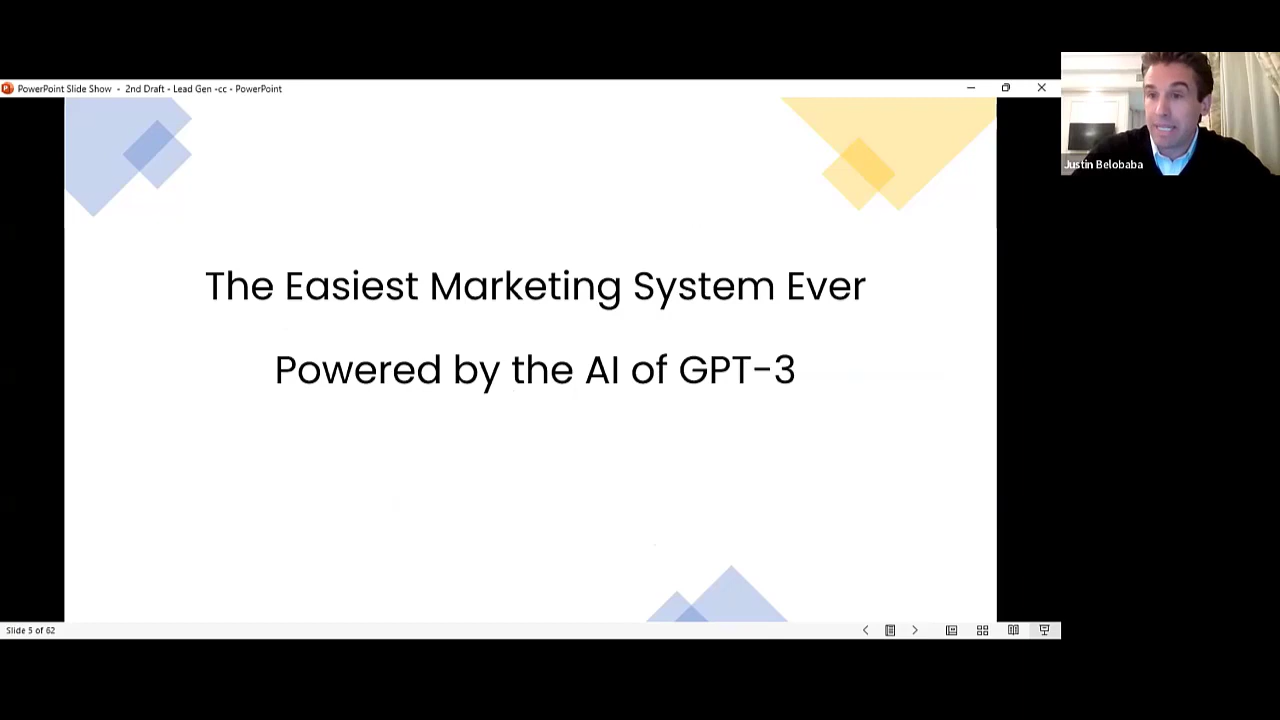 PowerPoint Slide Show - 2nd Draft - Lead Gen -cc - PowerPoint
Justin Belobaba
The Easiest Marketing System Ever
Powered by the AI of GPT-3
Slide 5 of 62